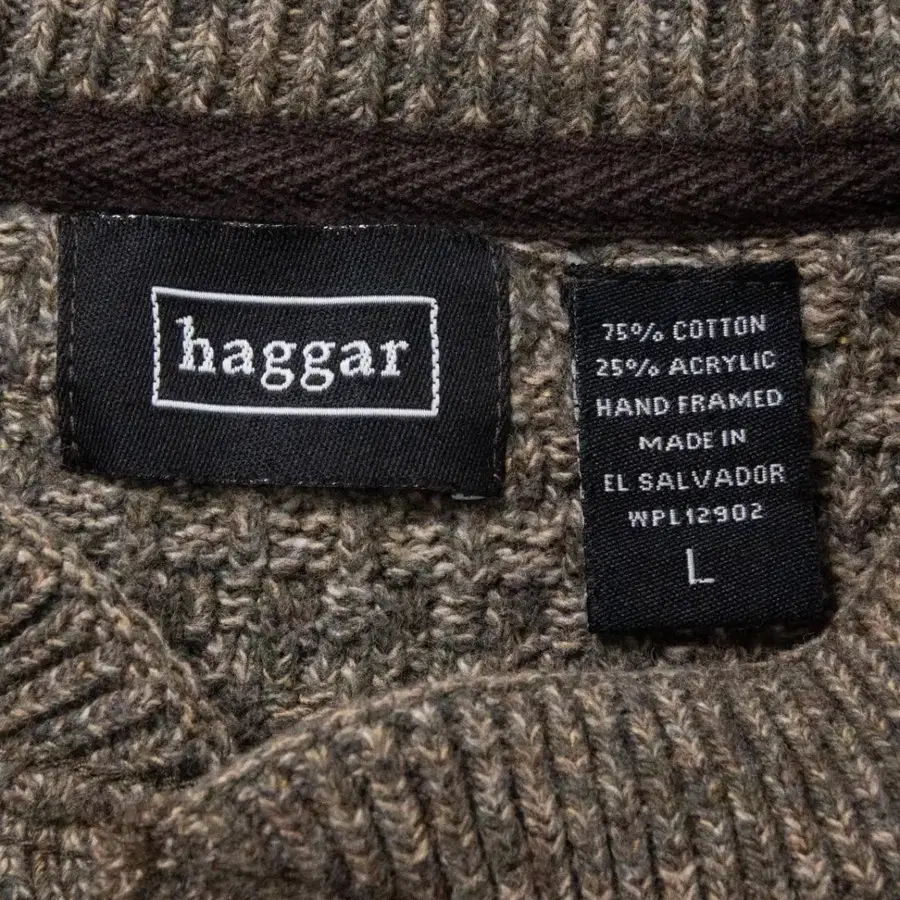 haggar
75% COTTON
25% ACRYLIC
HAND FRAMED
MADE IN
EL SALVADOR
WPL12902
L